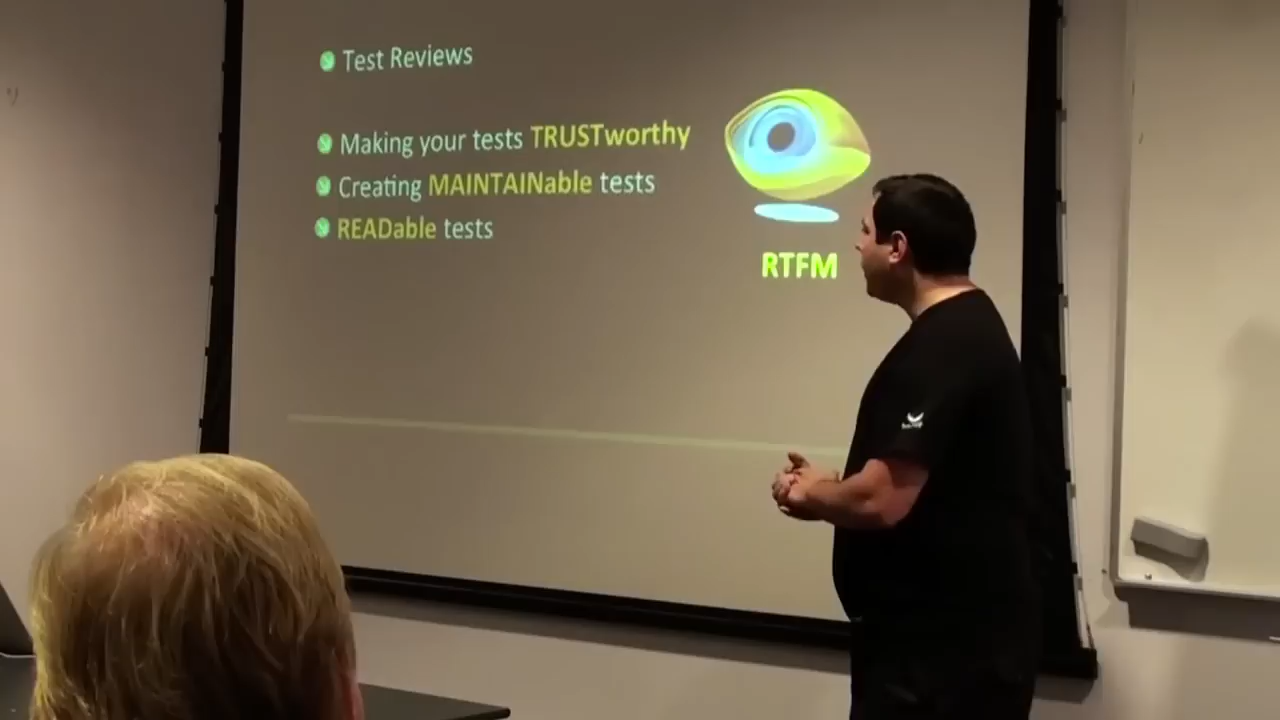 Test Reviews
Making your tests TRUSTworthy
Creating MAINTAINable tests
READable tests
RTFM